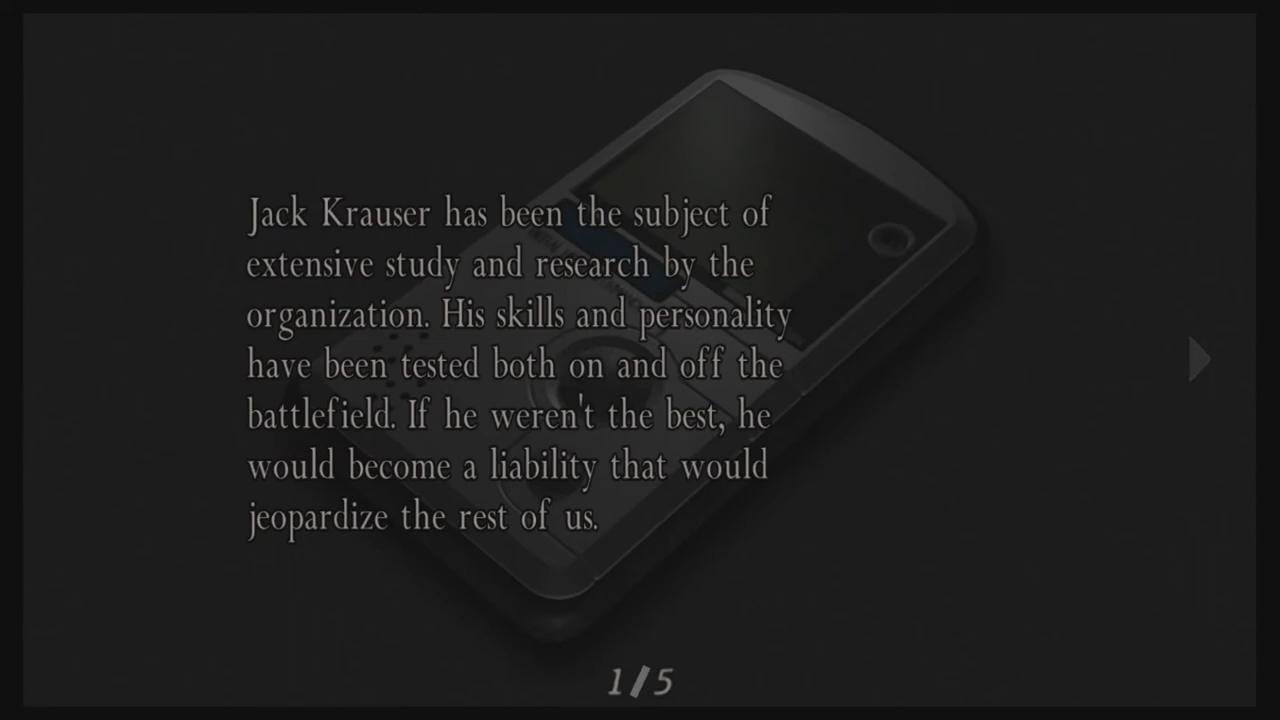 Jack Krauser has been the subject of
extensive study and research by the
organization. His skills and personality
have been tested both on and off the
battlefield. If he weren't the best, he
would become a liability that would
jeopardize the rest of us.
1/5